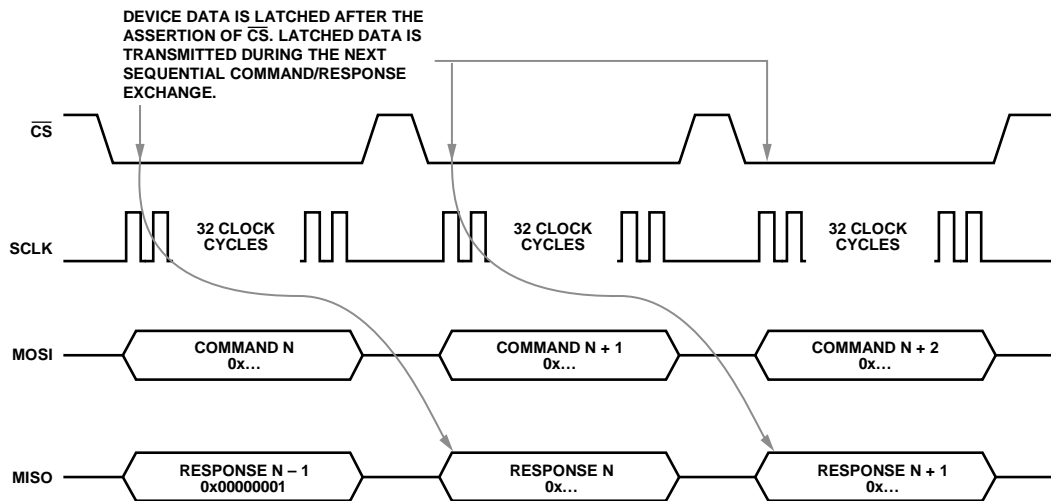 DEVICE DATA IS LATCHED AFTER THE
ASSERTION OF CS. LATCHED DATA IS
TRANSMITTED DURING THE NEXT
SEQUENTIAL COMMAND/RESPONSE
EXCHANGE.
CS
SCLK
32 CLOCK
CYCLES
32 CLOCK
CYCLES
32 CLOCK
CYCLES
MOSI
COMMAND N
0x…
COMMAND N + 1
0x…
COMMAND N + 2
0x…
MISO
RESPONSE N – 1
0x00000001
RESPONSE N
0x…
RESPONSE N + 1
0x…